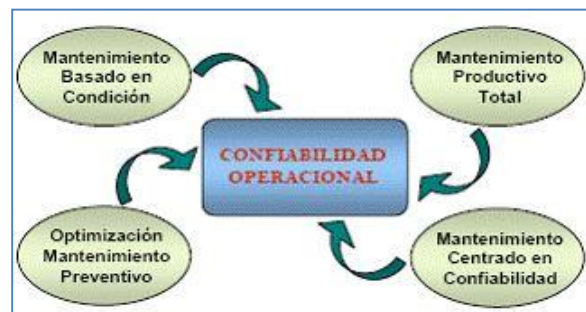 Mantenimiento
Basado en
Condición
Mantenimiento
Productivo
Total
CONFIABILIDAD
OPERACIONAL
Optimización
Mantenimiento
Preventivo
Mantenimiento
Centrado en
Confiabilidad